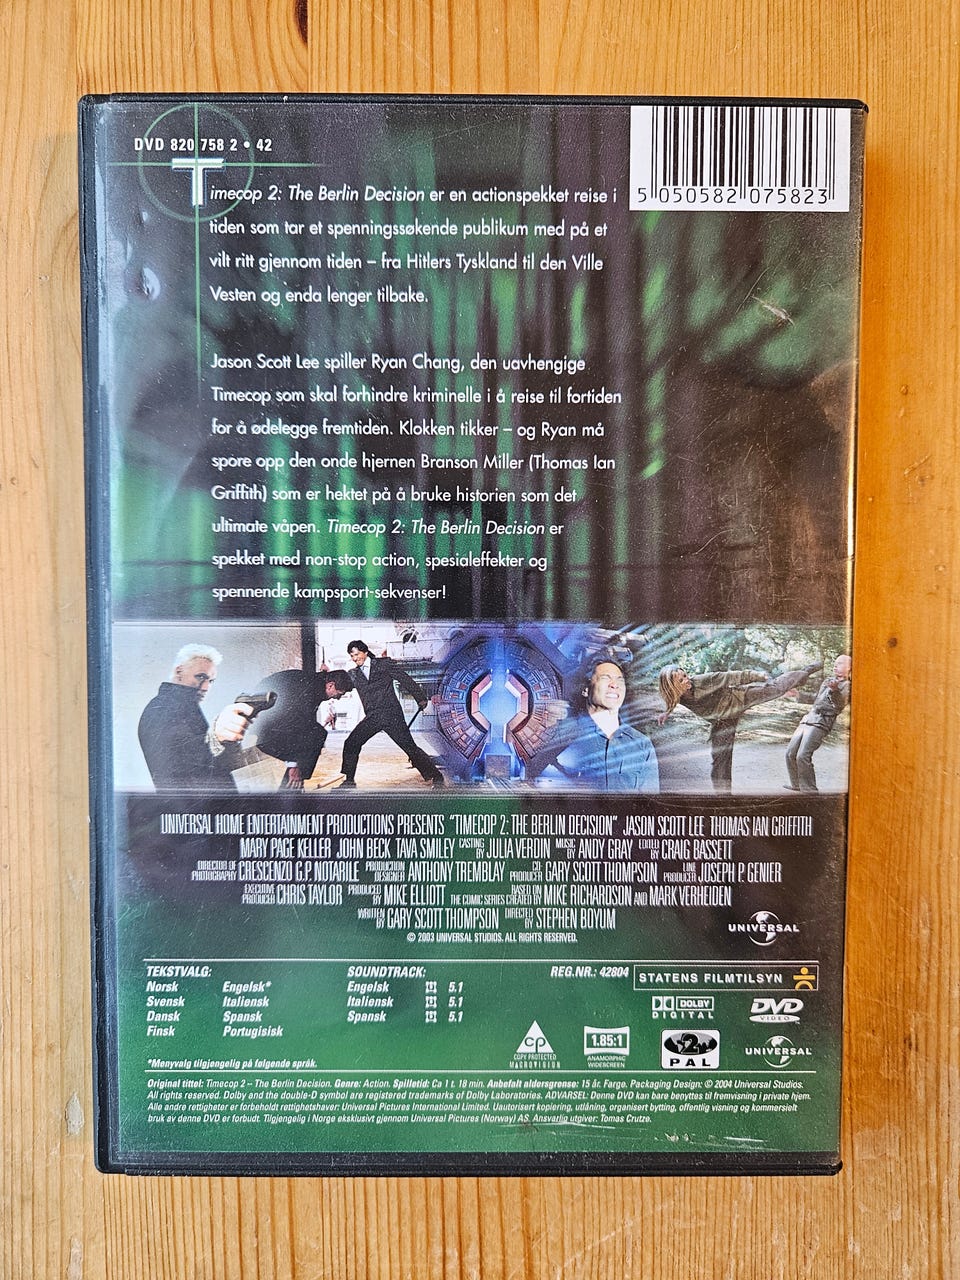 DVD 820 758 2 • 42
5 050582 075823
Timecop 2: The Berlin Decision er en actionspekket reise i
tiden som tar et spenningssøkende publikum med på et
vilt ritt gjennom tiden – fra Hitlers Tyskland til den Ville
Vesten og enda lenger tilbake.
Jason Scott Lee spiller Ryan Chang, den uavhengige
Timecop som skal forhindre kriminelle i å reise til fortiden
for å ødelegge fremtiden. Klokken tikker – og Ryan må
spore opp den onde hjernen Branson Miller (Thomas Ian
Griffith) som er hektet på å bruke historien som det
ultimate våpen. Timecop 2: The Berlin Decision er
spekket med non-stop action, spesialeffekter og
spennende kampsport-sekvenser!
UNIVERSAL HOME ENTERTAINMENT PRODUCTIONS PRESENTS "TIMECOP 2: THE BERLIN DECISION" JASON SCOTT LEE THOMAS IAN GRIFFITH
MARY PAGE KELLER JOHN BECK TAVA SMILEY CASTING BY JULIA VERDIN MUSIC BY ANDY GRAY EDITED BY CRAIG BASSETT
DIRECTOR OF PHOTOGRAPHY CRESCENZO G.P. NOTARILE PRODUCTION DESIGNER ANTHONY TREMBLAY CO-PRODUCER GARY SCOTT THOMPSON LINE PRODUCER JOSEPH P. GENIER
EXECUTIVE PRODUCER CHRIS TAYLOR PRODUCED BY MIKE ELLIOTT BASED ON THE COMIC SERIES CREATED BY MIKE RICHARDSON AND MARK VERHEIDEN
WRITTEN BY GARY SCOTT THOMPSON DIRECTED BY STEPHEN BOYUM
© 2003 UNIVERSAL STUDIOS. ALL RIGHTS RESERVED.
UNIVERSAL
TEKSTVALG:
Norsk Engelsk*
Svensk Italiensk
Dansk Spansk
Finsk Portugisisk
*Menyvalg tilgjengelig på følgende språk.
SOUNDTRACK:
Engelsk 5.1
Italiensk 5.1
Spansk 5.1
REG.NR.: 42804
STATENS FILMTILSYN
DOLBY
DIGITAL
DVD
VIDEO
CP
COPY PROTECTED
MACROVISION
1.85:1
ANAMORPHIC
WIDESCREEN
2
PAL
UNIVERSAL
Original tittel: Timecop 2 – The Berlin Decision. Genre: Action. Spilletid: Ca 1 t. 18 min. Anbefalt aldersgrense: 15 år. Farge. Packaging Design: © 2004 Universal Studios.
All rights reserved. Dolby and the double-D symbol are registered trademarks of Dolby Laboratories. ADVARSEL: Denne DVD kan bare benyttes til fremvisning i private hjem.
Alle andre rettigheter er forbeholdt rettighetshaver: Universal Pictures International Limited. Uautorisert kopiering, utlåning, organisert bytting, offentlig visning og kommersielt
bruk av denne DVD er forbudt. Tilgjengelig i Norge eksklusivt gjennom Universal Pictures (Norway) AS. Ansvarlig utgiver: Tomas Crutze.